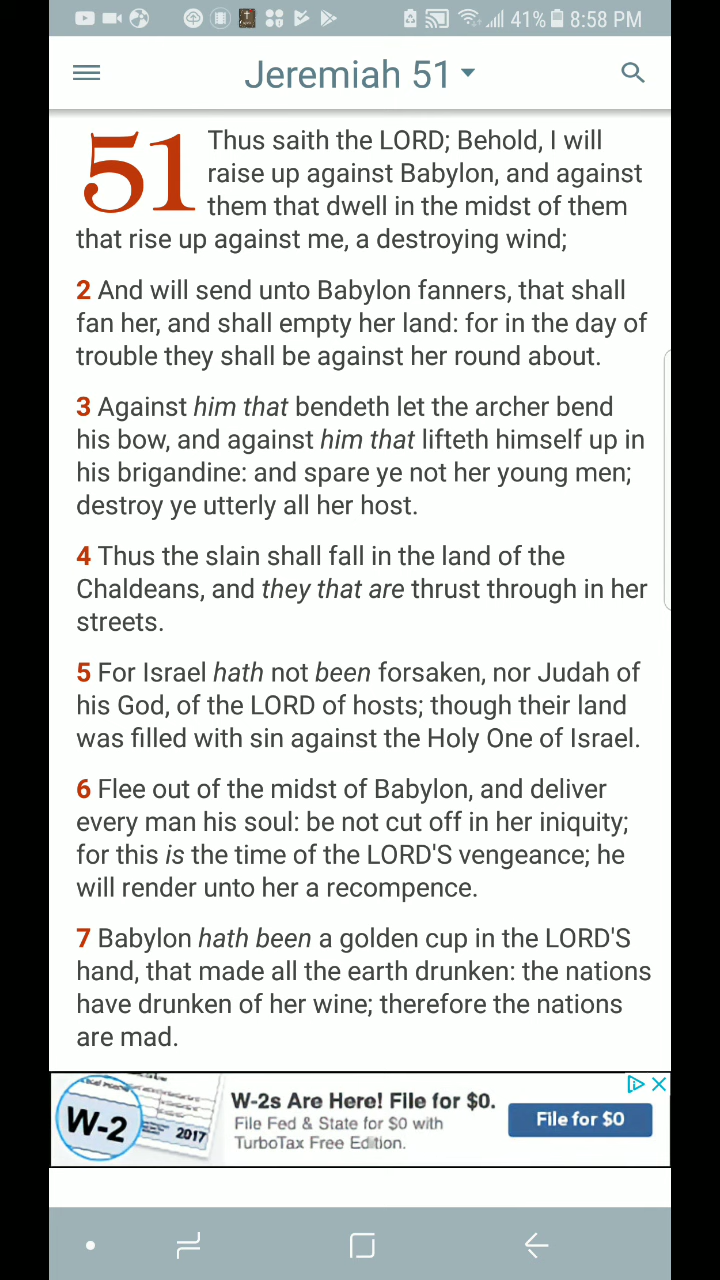 41% 8:58 PM
Jeremiah 51
51 Thus saith the LORD; Behold, I will
raise up against Babylon, and against
them that dwell in the midst of them
that rise up against me, a destroying wind;
2 And will send unto Babylon fanners, that shall
fan her, and shall empty her land: for in the day of
trouble they shall be against her round about.
3 Against him that bendeth let the archer bend
his bow, and against him that lifteth himself up in
his brigandine: and spare ye not her young men;
destroy ye utterly all her host.
4 Thus the slain shall fall in the land of the
Chaldeans, and they that are thrust through in her
streets.
5 For Israel hath not been forsaken, nor Judah of
his God, of the LORD of hosts; though their land
was filled with sin against the Holy One of Israel.
6 Flee out of the midst of Babylon, and deliver
every man his soul: be not cut off in her iniquity;
for this is the time of the LORD'S vengeance; he
will render unto her a recompence.
7 Babylon hath been a golden cup in the LORD'S
hand, that made all the earth drunken: the nations
have drunken of her wine; therefore the nations
are mad.
W-2
2017
W-2s Are Here! File for $0.
File Fed & State for $0 with
TurboTax Free Edition.
File for $0